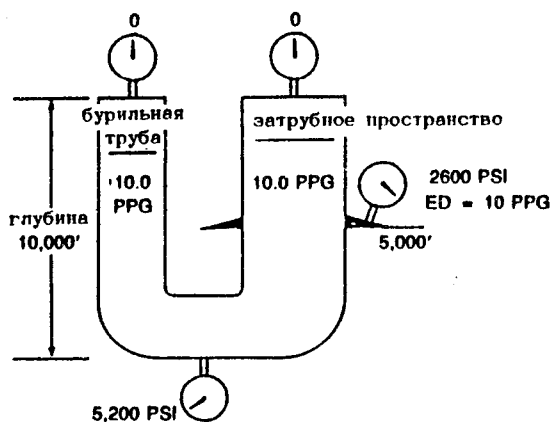 0
0
бурильная
труба
затрубное пространство
10.0
PPG
10.0 PPG
2600 PSI
ED = 10 PPG
глубина
10,000'
5,000'
5,200 PSI